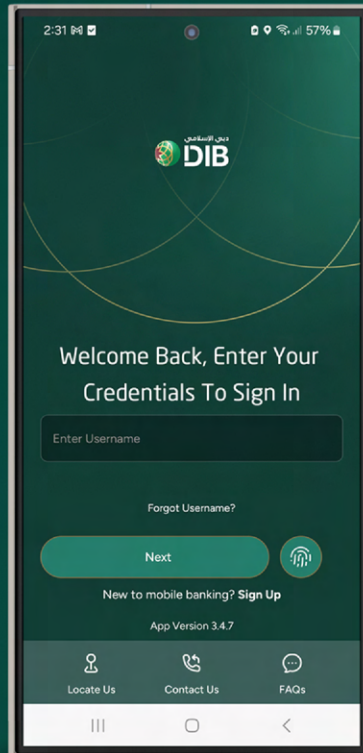 2:31
57%
دبي الإسلامي
DIB
Welcome Back, Enter Your
Credentials To Sign In
Enter Username
Forgot Username?
Next
New to mobile banking? Sign Up
App Version 3.4.7
Locate Us
Contact Us
FAQs